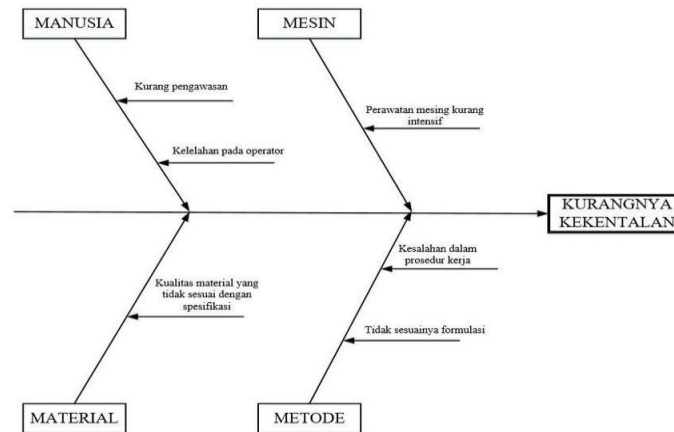 MANUSIA
MESIN
Kurang pengawasan
Perawatan mesing kurang
intensif
Kelelahan pada operator
KURANGNYA
KEKENTALAN
Kesalahan dalam
prosedur kerja
Kualitas material yang
tidak sesuai dengan
spesifikasi
Tidak sesuainya formulasi
MATERIAL
METODE